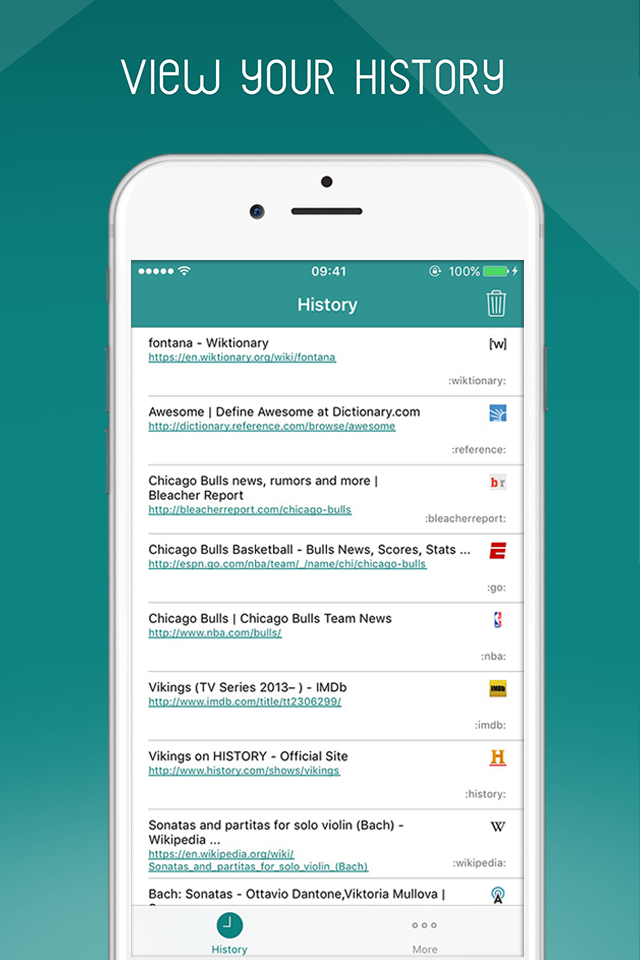 VIEW YOUR HISTORY
09:41
100%
History
fontana - Wiktionary
[w]
https://en.wiktionary.org/wiki/fontana
:wiktionary:
Awesome | Define Awesome at Dictionary.com
http://dictionary.reference.com/browse/awesome
:reference:
Chicago Bulls news, rumors and more |
br
Bleacher Report
http://bleacherreport.com/chicago-bulls
:bleacherreport:
Chicago Bulls Basketball - Bulls News, Scores, Stats ...
E
http://espn.go.com/nba/team/_/name/chi/chicago-bulls
:go:
Chicago Bulls | Chicago Bulls Team News
http://www.nba.com/bulls/
:nba:
Vikings (TV Series 2013– ) - IMDb
IMDb
http://www.imdb.com/title/tt2306299/
:imdb:
Vikings on HISTORY - Official Site
H
http://www.history.com/shows/vikings
:history:
Sonatas and partitas for solo violin (Bach) -
W
Wikipedia ...
https://en.wikipedia.org/wiki/
Sonatas_and_partitas_for_solo_violin_(Bach)
:wikipedia:
Bach: Sonatas - Ottavio Dantone,Viktoria Mullova |
History
More